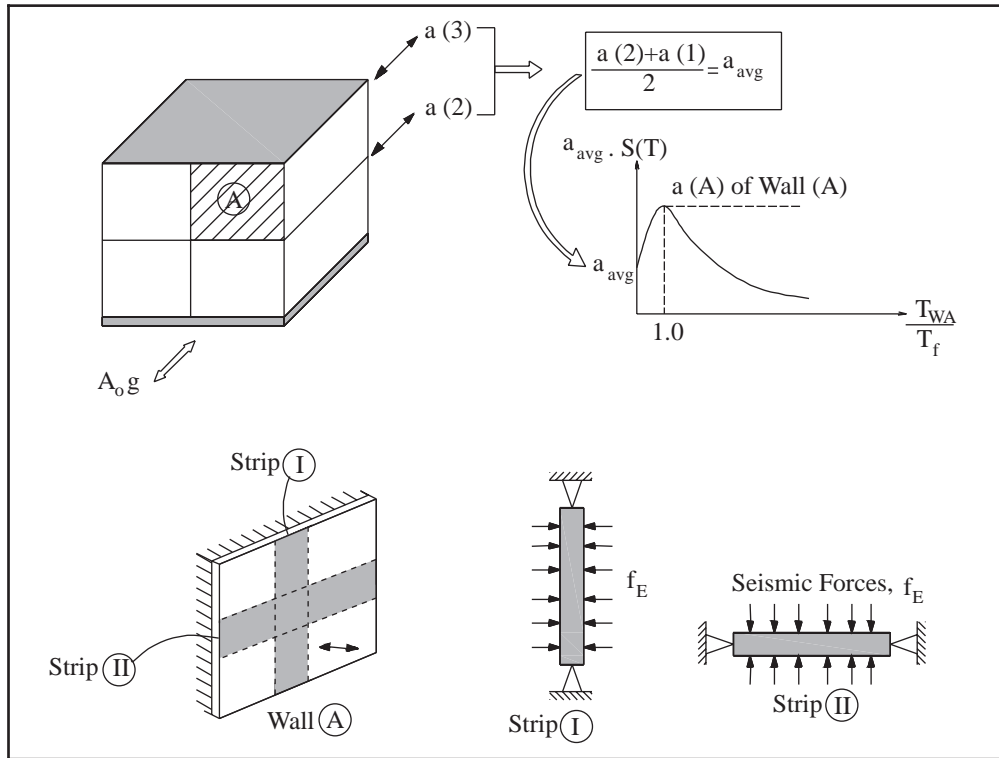 a (3)
a (2)
a (2)+a (1)
2
= a avg
a avg . S(T)
a (A) of Wall (A)
a avg
1.0
T WA
T f
A
A o g
Strip I
Strip II
Wall A
f E
Strip I
Seismic Forces, f E
Strip II